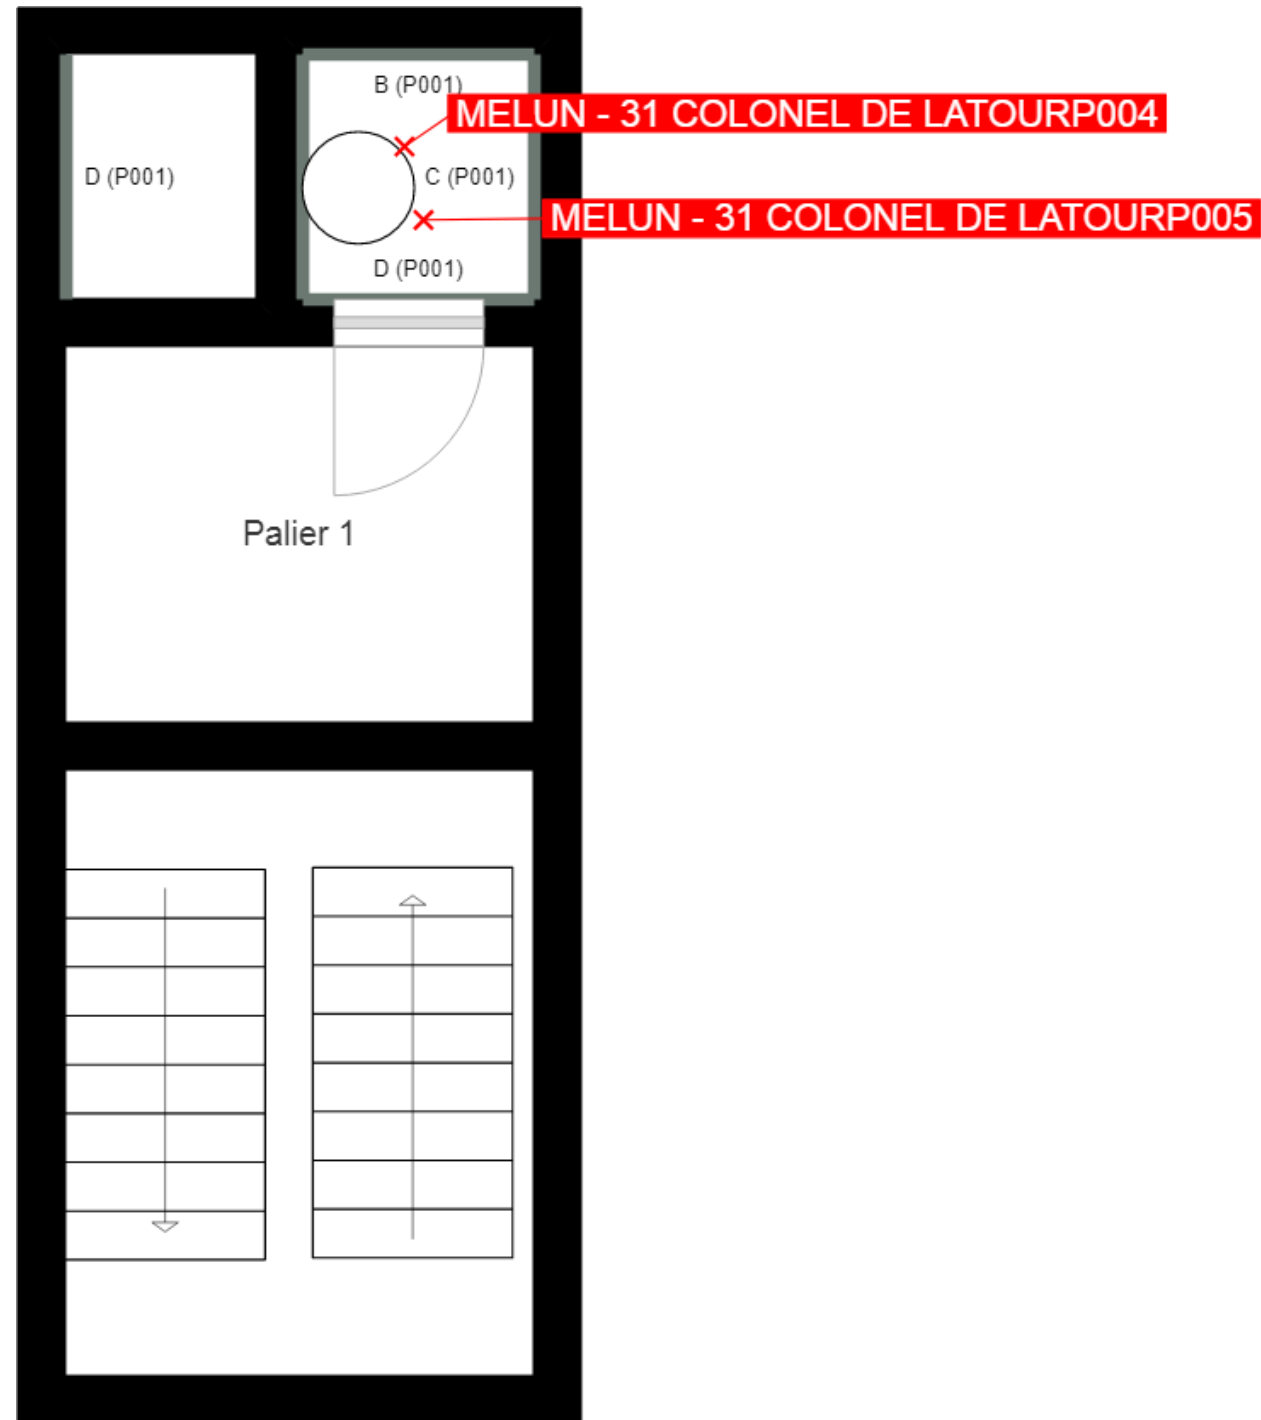 B (P001)
MELUN - 31 COLONEL DE LATOURP004
D (P001)
C (P001)
MELUN - 31 COLONEL DE LATOURP005
D (P001)
Palier 1